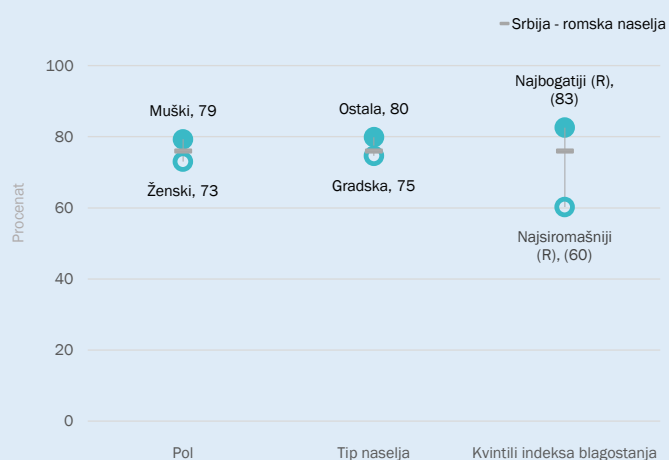 Srbija - romska naselja
100
80
60
40
20
0
Procenat
Muški, 79
Ženski, 73
Ostala, 80
Gradska, 75
Najbogatiji (R),
(83)
Najsiromašniji
(R), (60)
Pol
Tip naselja
Kvintili indeksa blagostanja